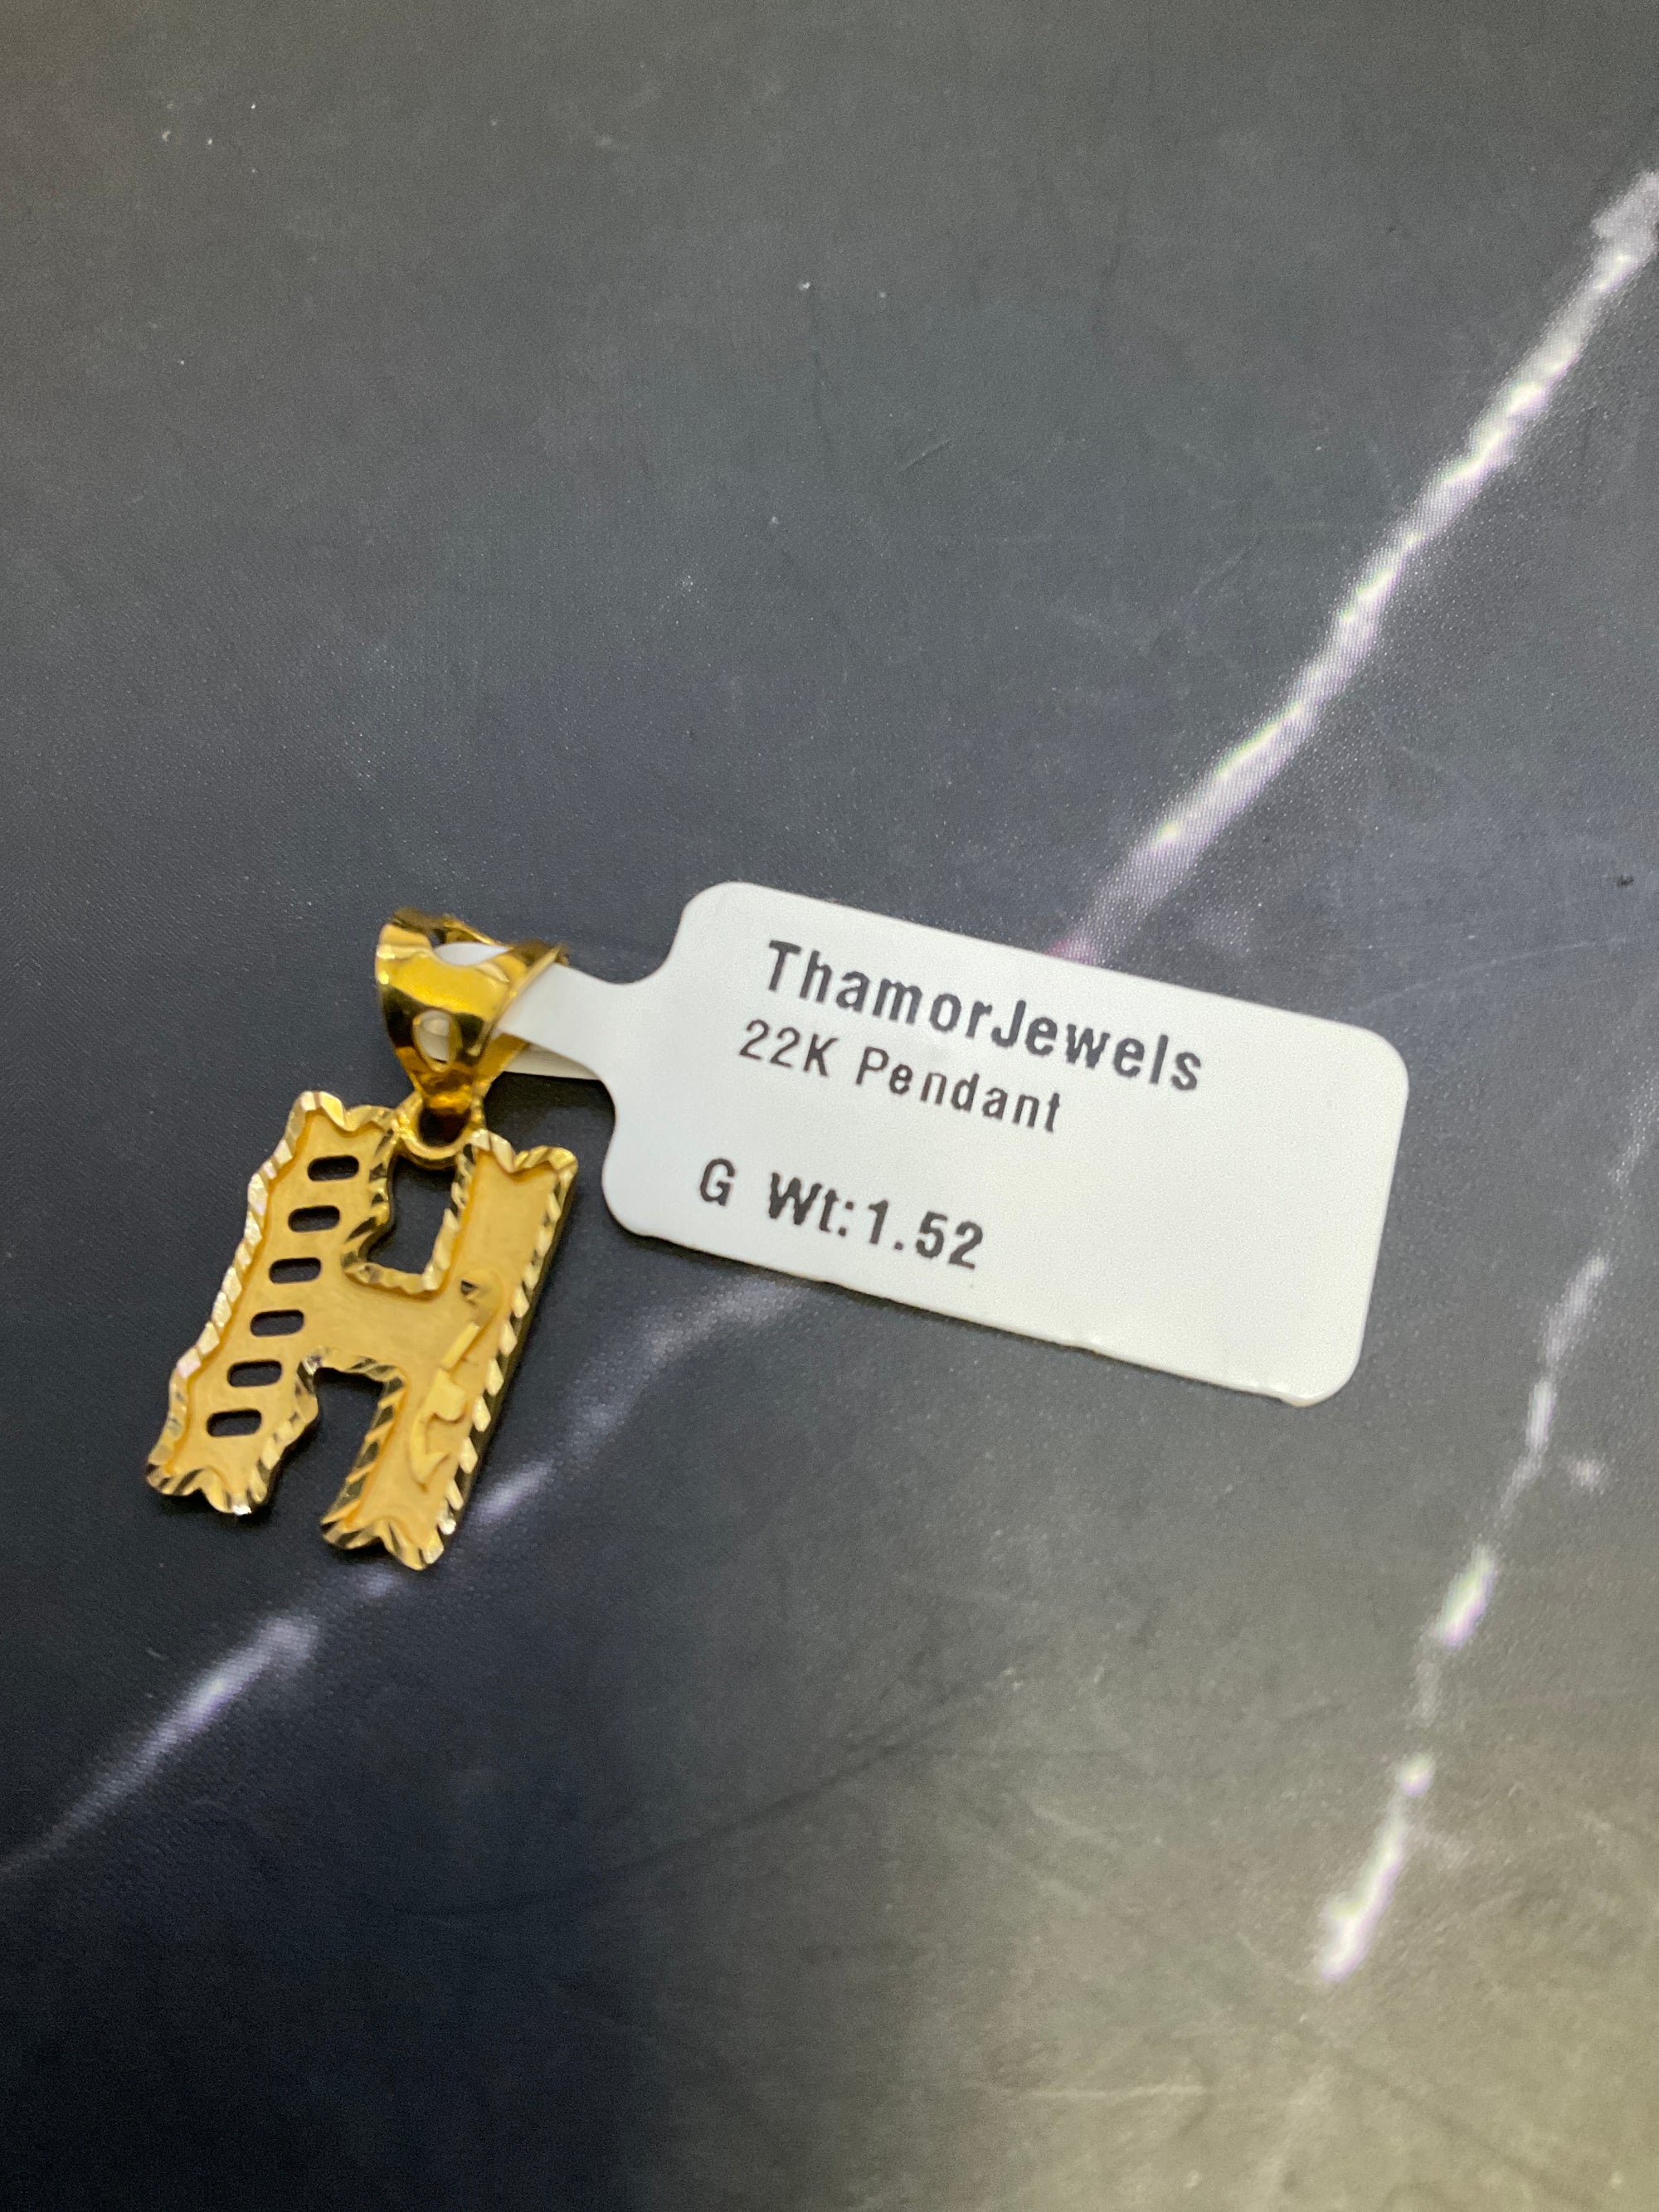 ThamorJewels
22K Pendant
G Wt:1.52
H